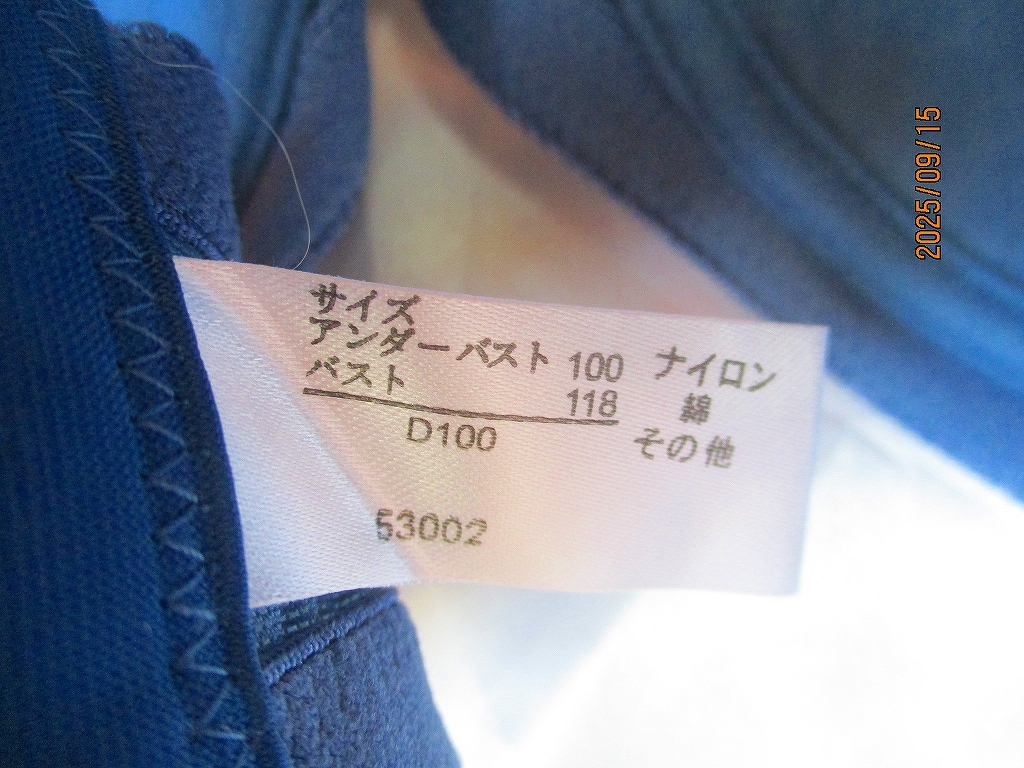 サイズ
アンダーバスト 100
バスト 118
D100
53002
ナイロン
綿
その他
2025/09/15